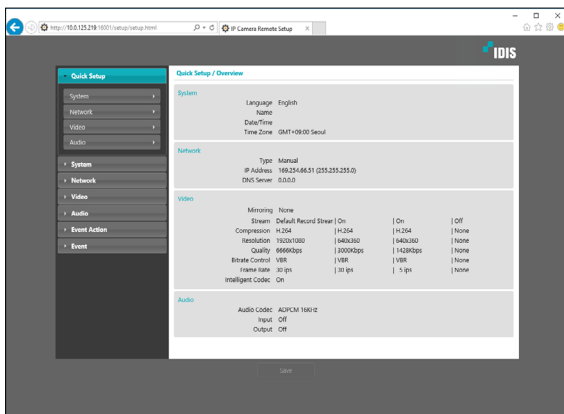 http://10.0.125.219:16001/setup/setup.html
IP Camera Remote Setup
IDIS
Quick Setup
System
Network
Video
Audio
System
Network
Video
Audio
Event Action
Event
Quick Setup / Overview
System
Language English
Name
Date/Time
Time Zone GMT+09:00 Seoul
Network
Type Manual
IP Address 169.254.66.51 (255.255.255.0)
DNS Server 0.0.0.0
Video
Mirroring None
Stream Default Record Strear | On | On | Off
Compression H.264 | H.264 | H.264 | None
Resolution 1920x1080 | 640x360 | 640x360 | None
Quality 6666Kbps | 3000Kbps | 1428Kbps | None
Bitrate Control VBR | VBR | VBR | None
Frame Rate 30 ips | 30 ips | 5 ips | None
Intelligent Codec On
Audio
Audio Codec ADPCM 16KHz
Input Off
Output Off
Save